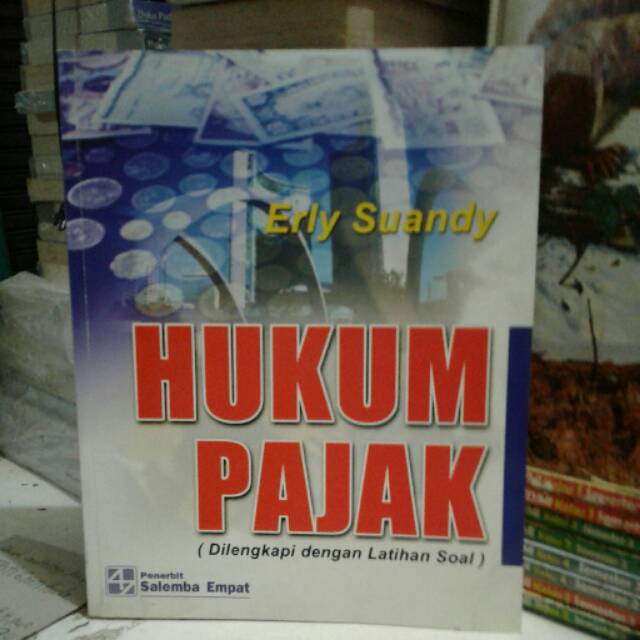 Erly Suandy
HUKUM
PAJAK
( Dilengkapi dengan Latihan Soal )
Penerbit
Salemba Empat